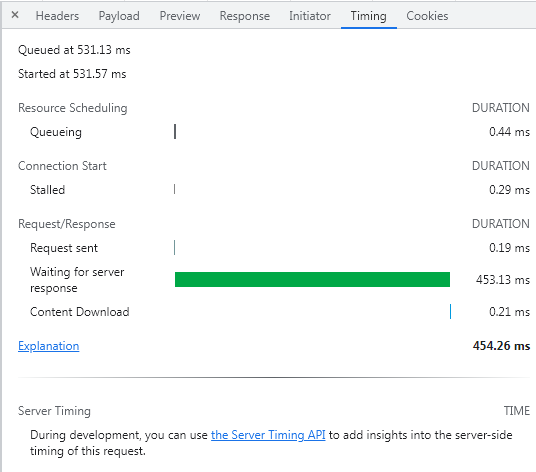 × Headers Payload Preview Response Initiator Timing Cookies
Queued at 531.13 ms
Started at 531.57 ms
Resource Scheduling DURATION
Queueing 0.44 ms
Connection Start DURATION
Stalled 0.29 ms
Request/Response DURATION
Request sent 0.19 ms
Waiting for server
response 453.13 ms
Content Download 0.21 ms
Explanation 454.26 ms
Server Timing TIME
During development, you can use the Server Timing API to add insights into the server-side
timing of this request.